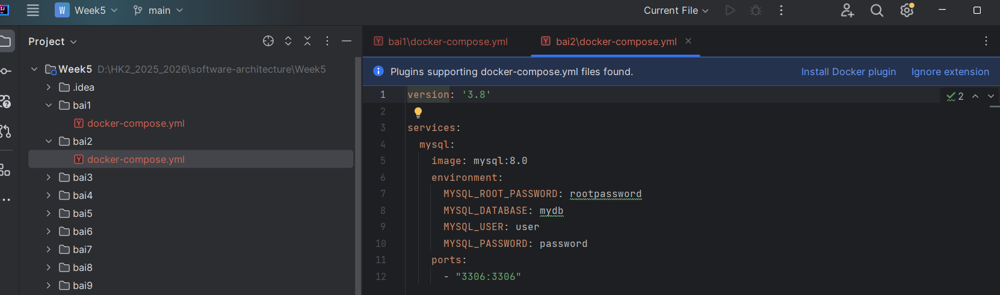 IJ
W Week5 main Current File
Project
bai1\docker-compose.yml bai2\docker-compose.yml
Week5 D:\HK2_2025_2026\software-architecture\Week5
.idea
bai1
Y docker-compose.yml
bai2
Y docker-compose.yml
bai3
bai4
bai5
bai6
bai7
bai8
bai9
Plugins supporting docker-compose.yml files found. Install Docker plugin Ignore extension
1 version: '3.8'
2
3 services:
4 mysql:
5 image: mysql:8.0
6 environment:
7 MYSQL_ROOT_PASSWORD: rootpassword
8 MYSQL_DATABASE: mydb
9 MYSQL_USER: user
10 MYSQL_PASSWORD: password
11 ports:
12 - "3306:3306"
2